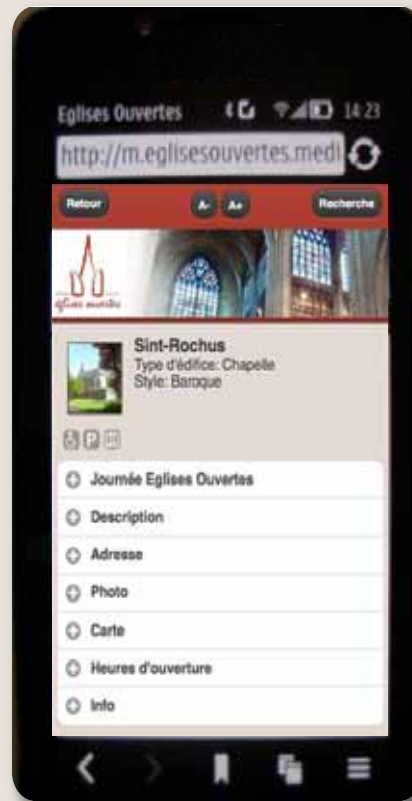 Eglises Ouvertes 14:23
http://m.eglisesouvertes.medi
Retour A- A+ Recherche
églises ouvertes
Sint-Rochus
Type d'édifice: Chapelle
Style: Baroque
Journée Eglises Ouvertes
Description
Adresse
Photo
Carte
Heures d'ouverture
Info